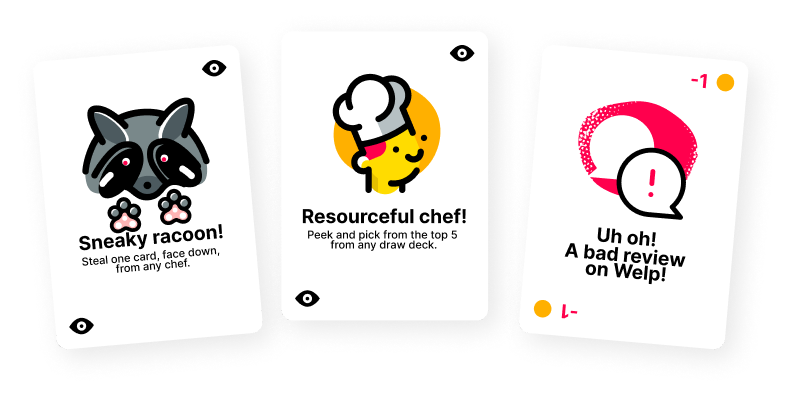 Sneaky racoon!
Steal one card, face down,
from any chef.
Resourceful chef!
Peek and pick from the top 5
from any draw deck.
-1
Uh oh!
A bad review
on Welp!
-1